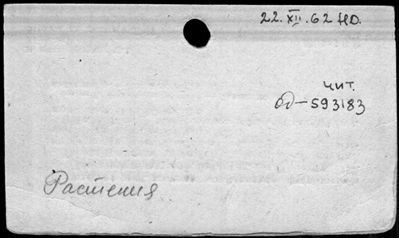 22.XII.62 НО.
чит.
бд–593183
Растения